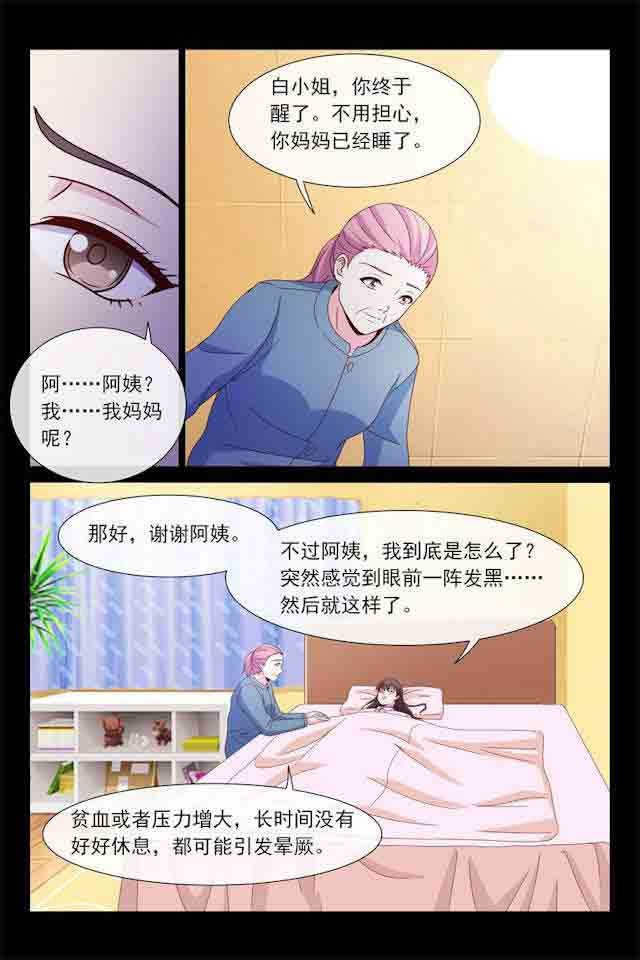 阿……阿姨？
我……我妈妈
呢？
白小姐，你终于
醒了。不用担心，
你妈妈已经睡了。
那好，谢谢阿姨。
不过阿姨，我到底是怎么了？
突然感觉到眼前一阵发黑……
然后就这样了。
贫血或者压力增大，长时间没有
好好休息，都可能引发晕厥。